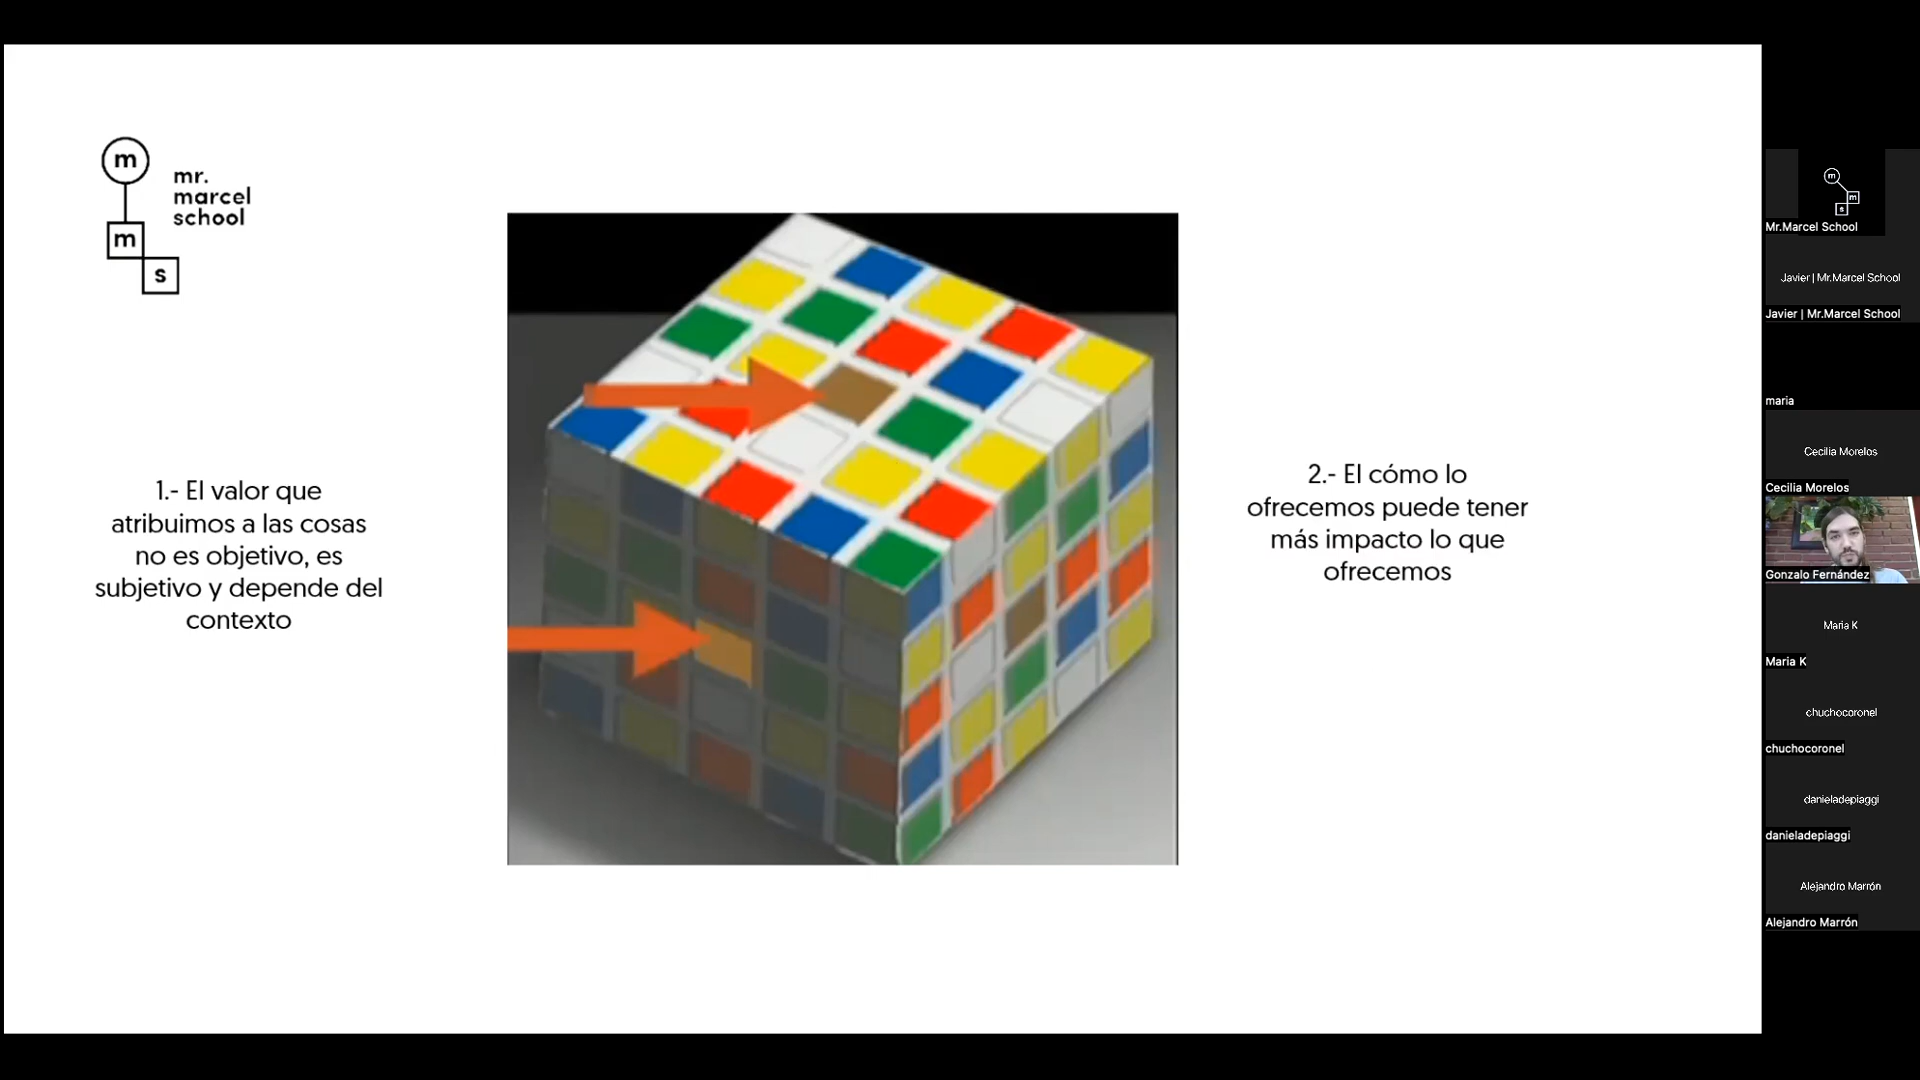 m
m
s
mr.
marcel
school
1.- El valor que
atribuimos a las cosas
no es objetivo, es
subjetivo y depende del
contexto
2.- El cómo lo
ofrecemos puede tener
más impacto lo que
ofrecemos
m
m
s
Mr.Marcel School
Javier | Mr.Marcel School
Javier | Mr.Marcel School
maria
Cecilia Morelos
Cecilia Morelos
Gonzalo Fernández
Maria K
Maria K
chuchocoronel
chuchocoronel
danieladepiaggi
danieladepiaggi
Alejandro Marrón
Alejandro Marrón